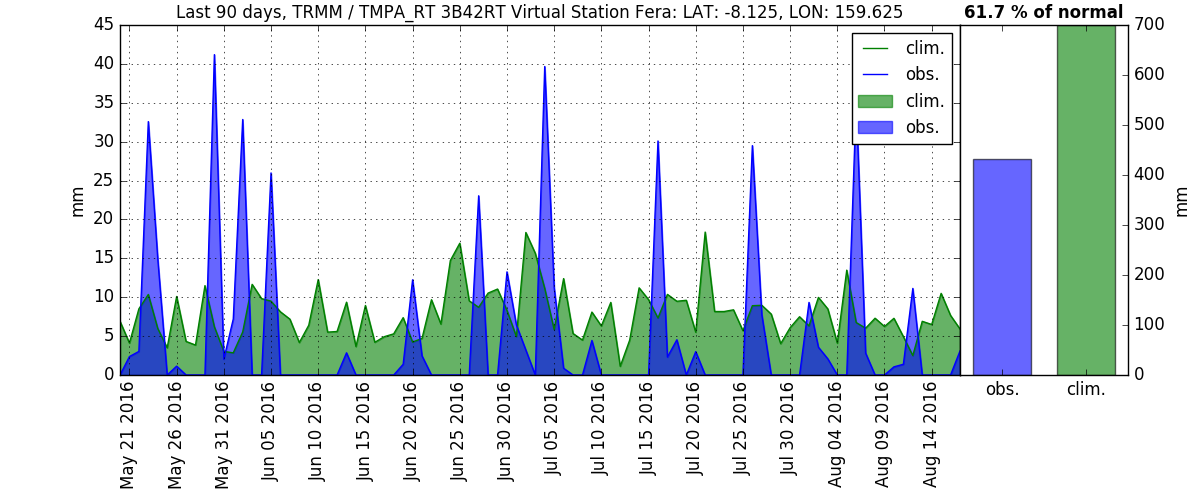 Last 90 days, TRMM / TMPA_RT 3B42RT Virtual Station Fera: LAT: -8.125, LON: 159.625
61.7 % of normal
45
40
35
30
25
20
15
10
5
0
mm
clim.
obs.
clim.
obs.
700
600
500
400
300
200
100
0
mm
obs.
clim.
May 21 2016
May 26 2016
May 31 2016
Jun 05 2016
Jun 10 2016
Jun 15 2016
Jun 20 2016
Jun 25 2016
Jun 30 2016
Jul 05 2016
Jul 10 2016
Jul 15 2016
Jul 20 2016
Jul 25 2016
Jul 30 2016
Aug 04 2016
Aug 09 2016
Aug 14 2016